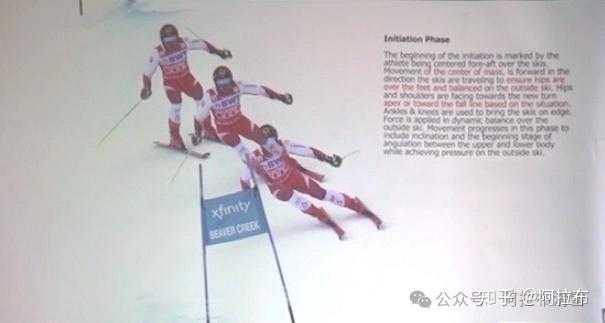 Initiation Phase
The beginning of the initiation is marked by the
athlete being centered fore-aft over the skis.
Movement of the center of mass, is forward in the
direction the skis are traveling to ensure hips are
over the feet and balanced on the outside ski. Hips
and shoulders are facing towards the new turn
apex or toward the fall line based on the situation.
Ankles & knees are used to bring the skis on edge.
Force is applied in dynamic balance over the
outside ski. Movement progresses in this phase to
include inclination and the beginning stage of
angulation between the upper and lower body
while achieving pressure on the outside ski.
BWT
BWT
BWT
xfinity
BEAVER CREEK
公众号
知乎 @阿拉布